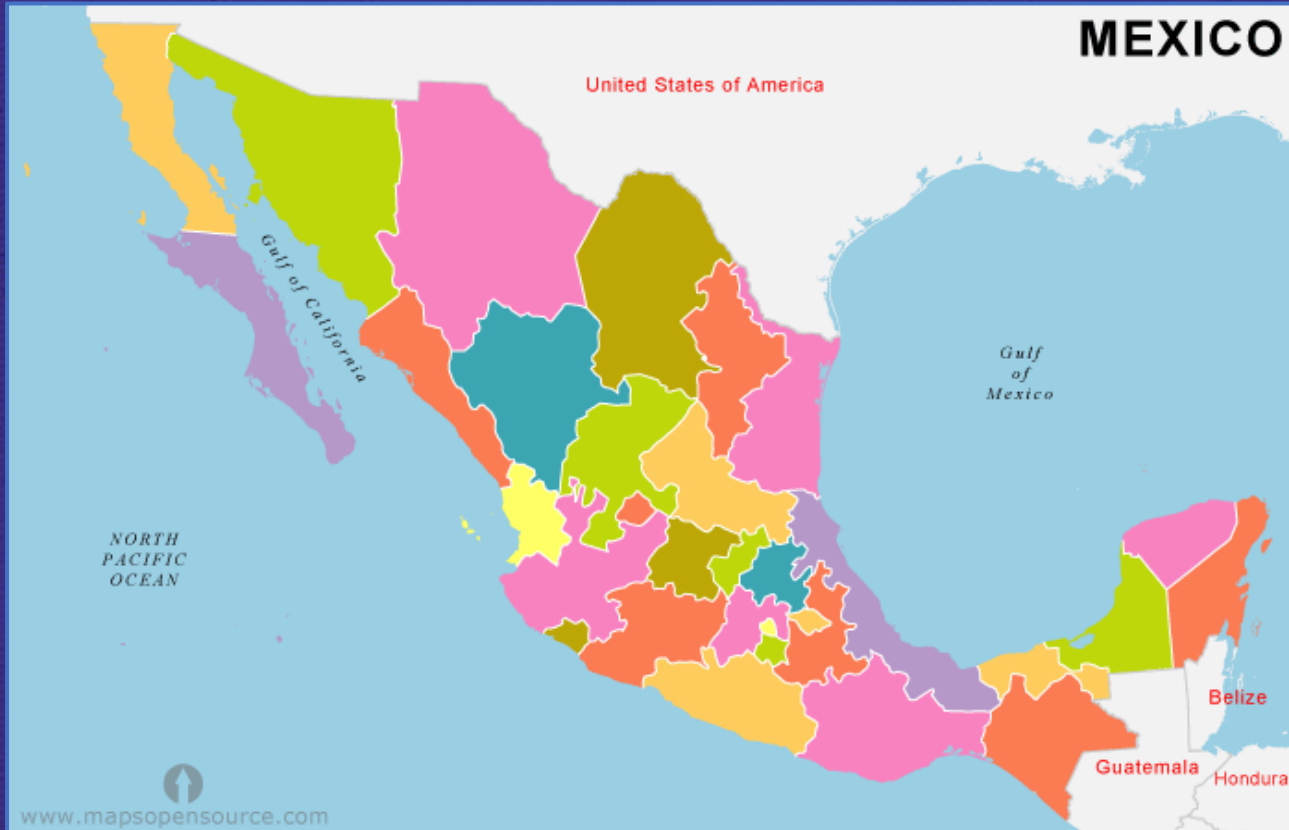 MEXICO
United States of America
Gulf of California
Gulf
of
Mexico
NORTH
PACIFIC
OCEAN
Belize
Guatemala
Hondura
www.mapsopensource.com